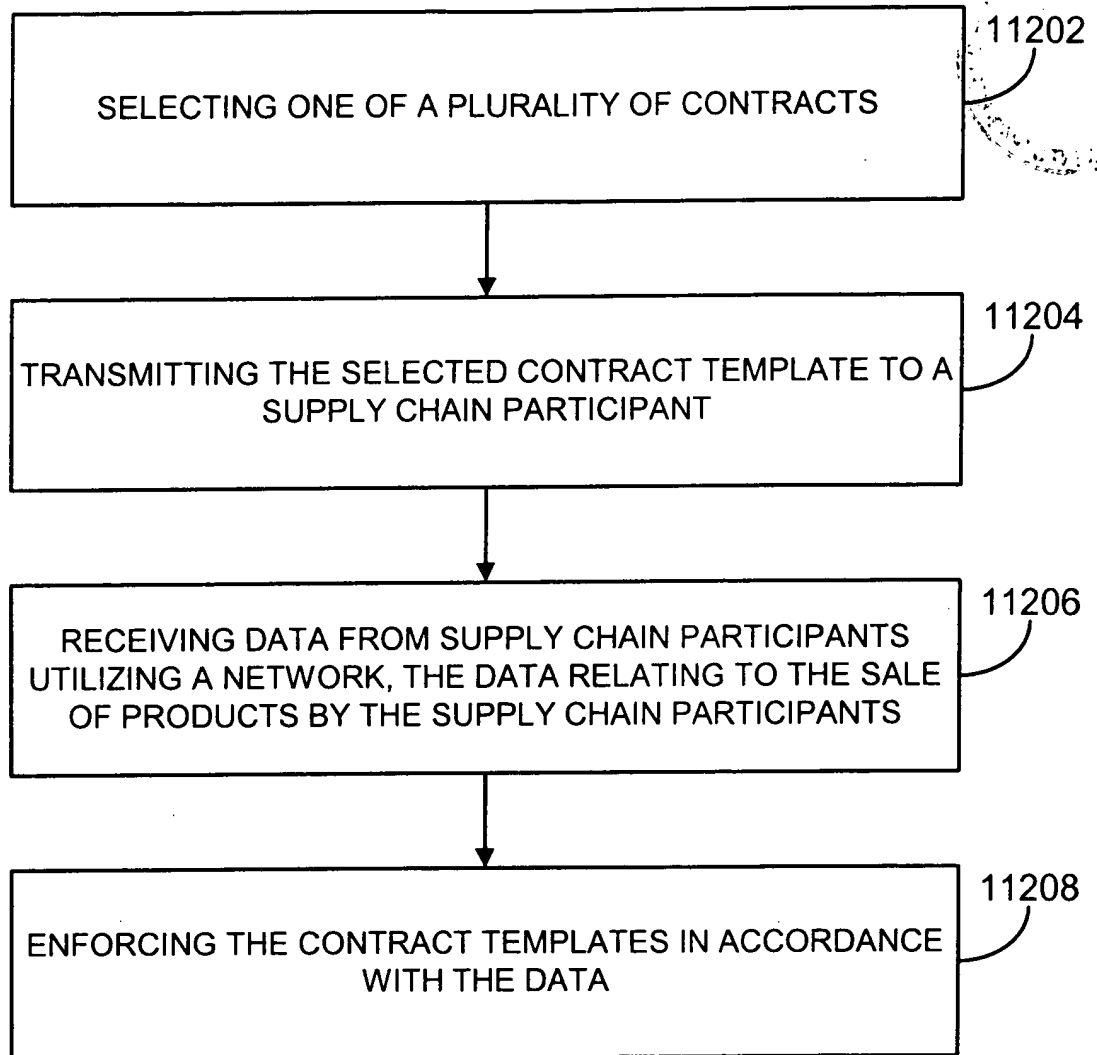 11202
SELECTING ONE OF A PLURALITY OF CONTRACTS
11204
TRANSMITTING THE SELECTED CONTRACT TEMPLATE TO A
SUPPLY CHAIN PARTICIPANT
11206
RECEIVING DATA FROM SUPPLY CHAIN PARTICIPANTS
UTILIZING A NETWORK, THE DATA RELATING TO THE SALE
OF PRODUCTS BY THE SUPPLY CHAIN PARTICIPANTS
11208
ENFORCING THE CONTRACT TEMPLATES IN ACCORDANCE
WITH THE DATA